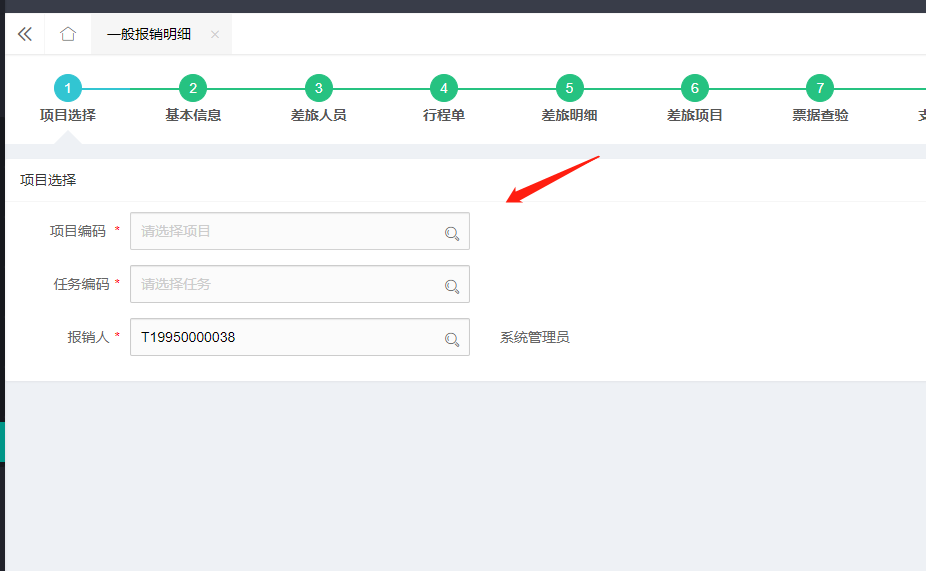 一般报销明细
1 2 3 4 5 6 7
项目选择 基本信息 差旅人员 行程单 差旅明细 差旅项目 票据查验
项目选择
项目编码 * 请选择项目
任务编码 * 请选择任务
报销人 * T19950000038 系统管理员